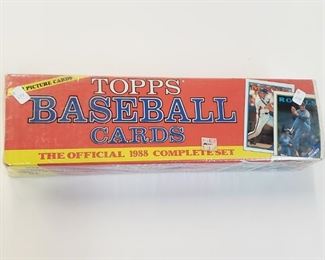 PICTURE CARDS
TOPPS
BASEBALL
CARDS
THE OFFICIAL 1988 COMPLETE SET